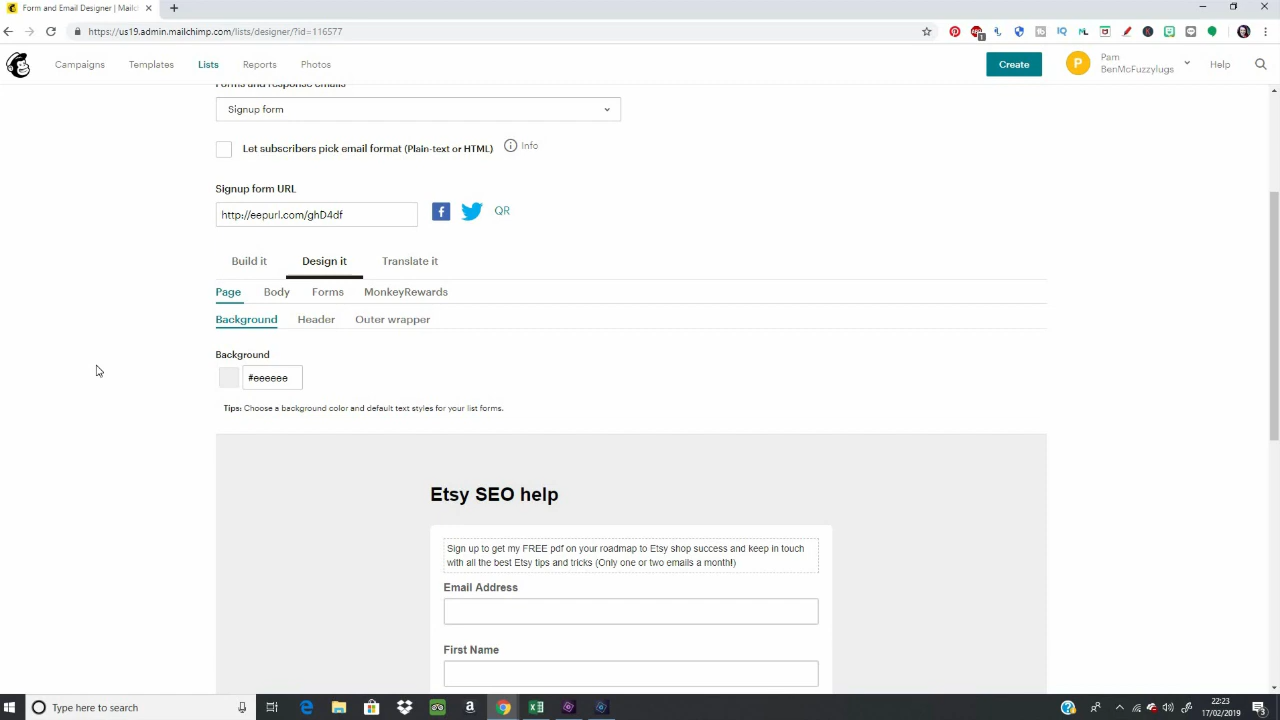 Form and Email Designer | Mailch
https://us19.admin.mailchimp.com/lists/designer/?id=116577
Campaigns
Templates
Lists
Reports
Photos
Create
P
Pam
BenMcFuzzylugs
Help
Forms and response emails
Signup form
Let subscribers pick email format (Plain-text or HTML)
Info
Signup form URL
http://eepurl.com/ghD4df
QR
Build it
Design it
Translate it
Page
Body
Forms
MonkeyRewards
Background
Header
Outer wrapper
Background
#eeeeee
Tips: Choose a background color and default text styles for your list forms.
Etsy SEO help
Sign up to get my FREE pdf on your roadmap to Etsy shop success and keep in touch
with all the best Etsy tips and tricks (Only one or two emails a month!)
Email Address
First Name
Type here to search
22:23
17/02/2019